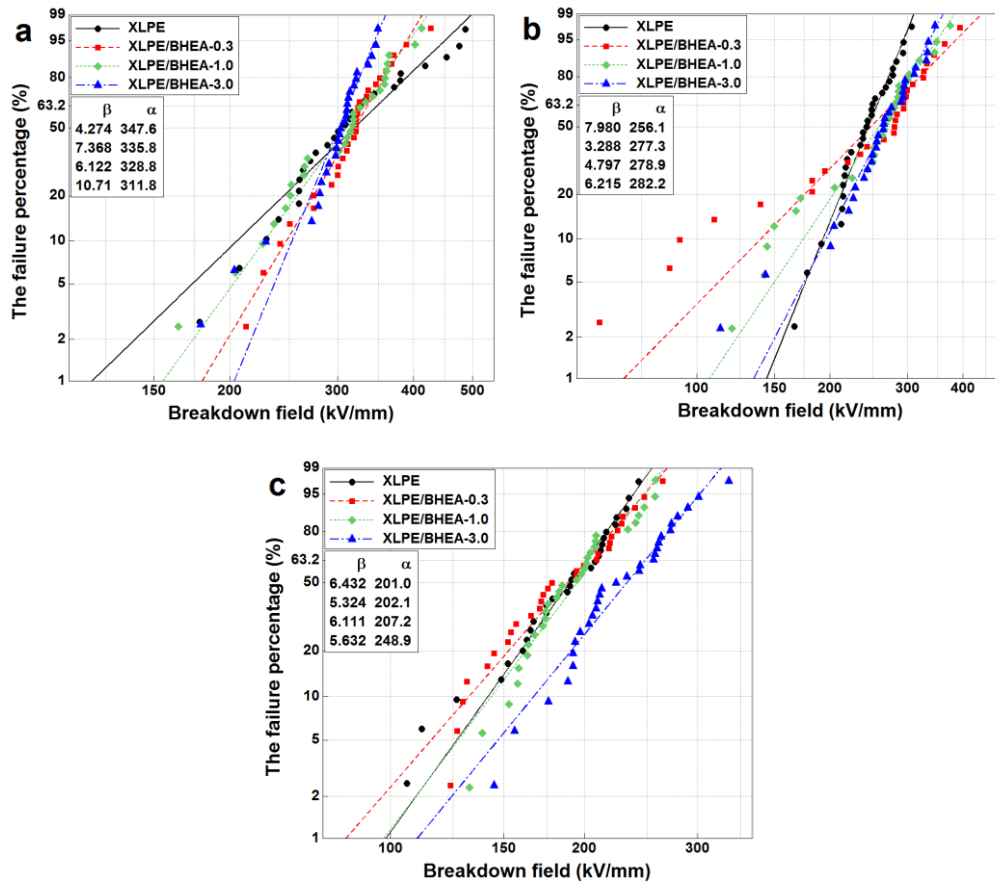 a
XLPE
XLPE/BHEA-0.3
XLPE/BHEA-1.0
XLPE/BHEA-3.0
β α
4.274 347.6
7.368 335.8
6.122 328.8
10.71 311.8
The failure percentage (%)
99
95
80
63.2
50
20
10
5
2
1
200 300 400 500
Breakdown field (kV/mm)
b
XLPE
XLPE/BHEA-0.3
XLPE/BHEA-1.0
XLPE/BHEA-3.0
β α
7.980 256.1
3.288 277.3
4.797 278.9
6.215 282.2
The failure percentage (%)
99
95
80
63.2
50
20
10
5
2
1
100 150 200 300 400
Breakdown field (kV/mm)
c
XLPE
XLPE/BHEA-0.3
XLPE/BHEA-1.0
XLPE/BHEA-3.0
β α
6.432 201.0
5.324 202.1
6.111 207.2
5.632 248.9
The failure percentage (%)
99
95
80
63.2
50
20
10
5
2
1
100 150 200 300
Breakdown field (kV/mm)